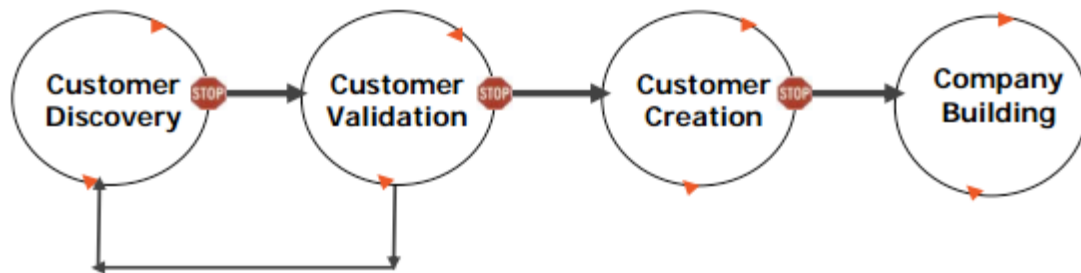 Customer
Discovery
STOP
Customer
Validation
STOP
Customer
Creation
STOP
Company
Building